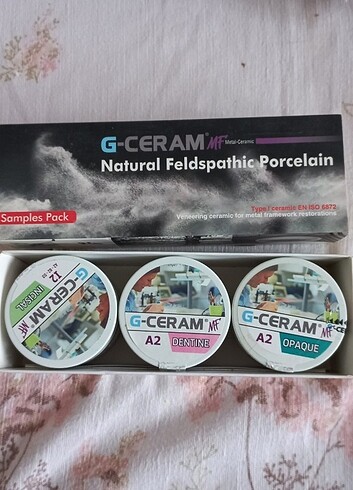 G-CERAM® MF Metal-Ceramic
Natural Feldspathic Porcelain
Type / ceramic EN ISO 6872
Veneering ceramic for metal framework restorations
Samples Pack
G-CERAM® MF
INCISAL
G-CERAM® MF
A2 DENTINE
G-CERAM® MF
A2 OPAQUE